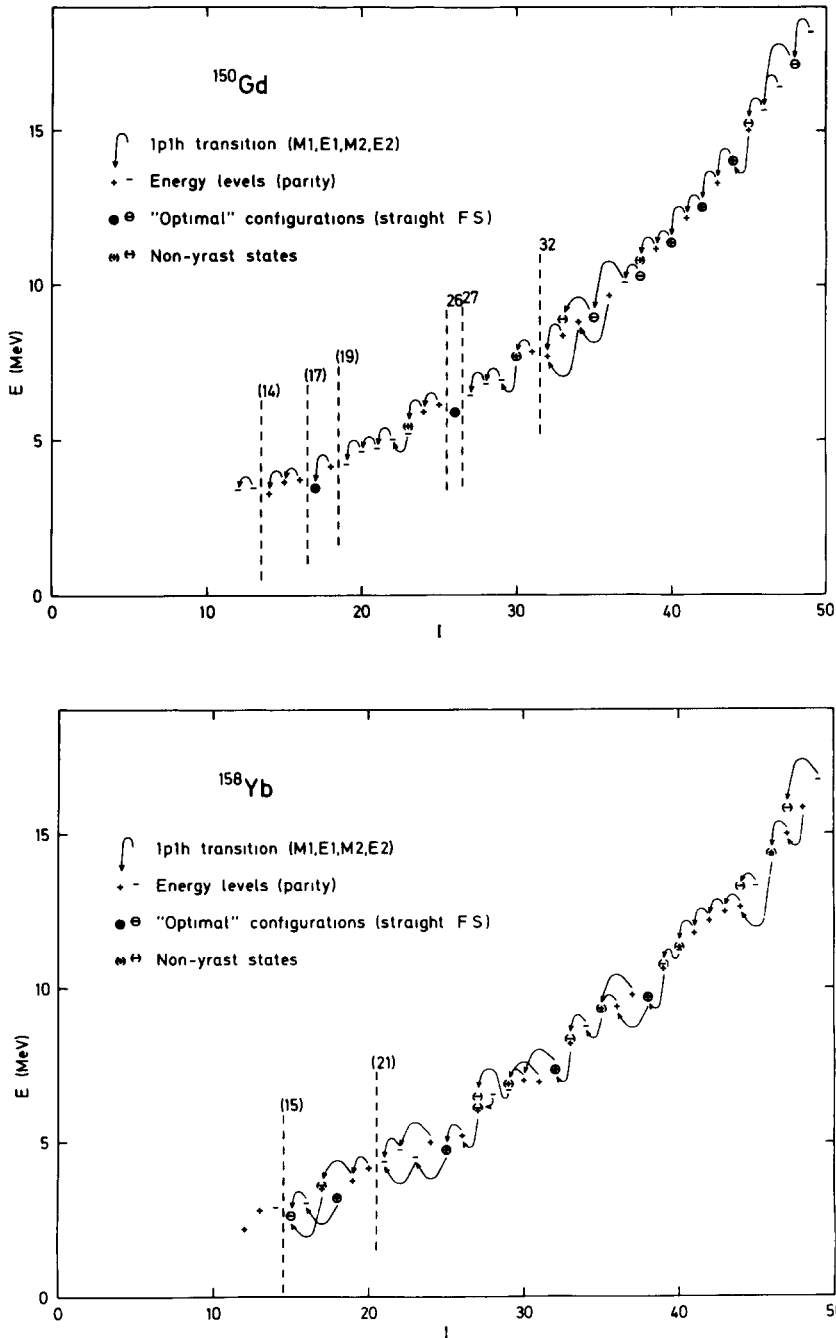 15
10
5
0
E (MeV)
150Gd
1p1h transition (M1,E1,M2,E2)
+ - Energy levels (parity)
"Optimal" configurations (straight F S)
Non-yrast states
(14)
(17)
(19)
26
27
32
0
10
20
30
40
50
I
15
10
5
0
E (MeV)
158Yb
1p1h transition (M1,E1,M2,E2)
+ - Energy levels (parity)
"Optimal" configurations (straight F S)
Non-yrast states
(15)
(21)
0
10
20
30
40
50
I